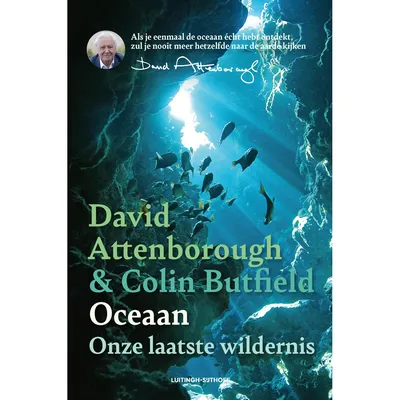 Als je eenmaal de oceaan écht hebt ontdekt,
zul je nooit meer hetzelfde naar de aarde kijken
David Attenborough
David
Attenborough
& Colin Butfield
Oceaan
Onze laatste wildernis
LUITINGH-SIJTHOFF